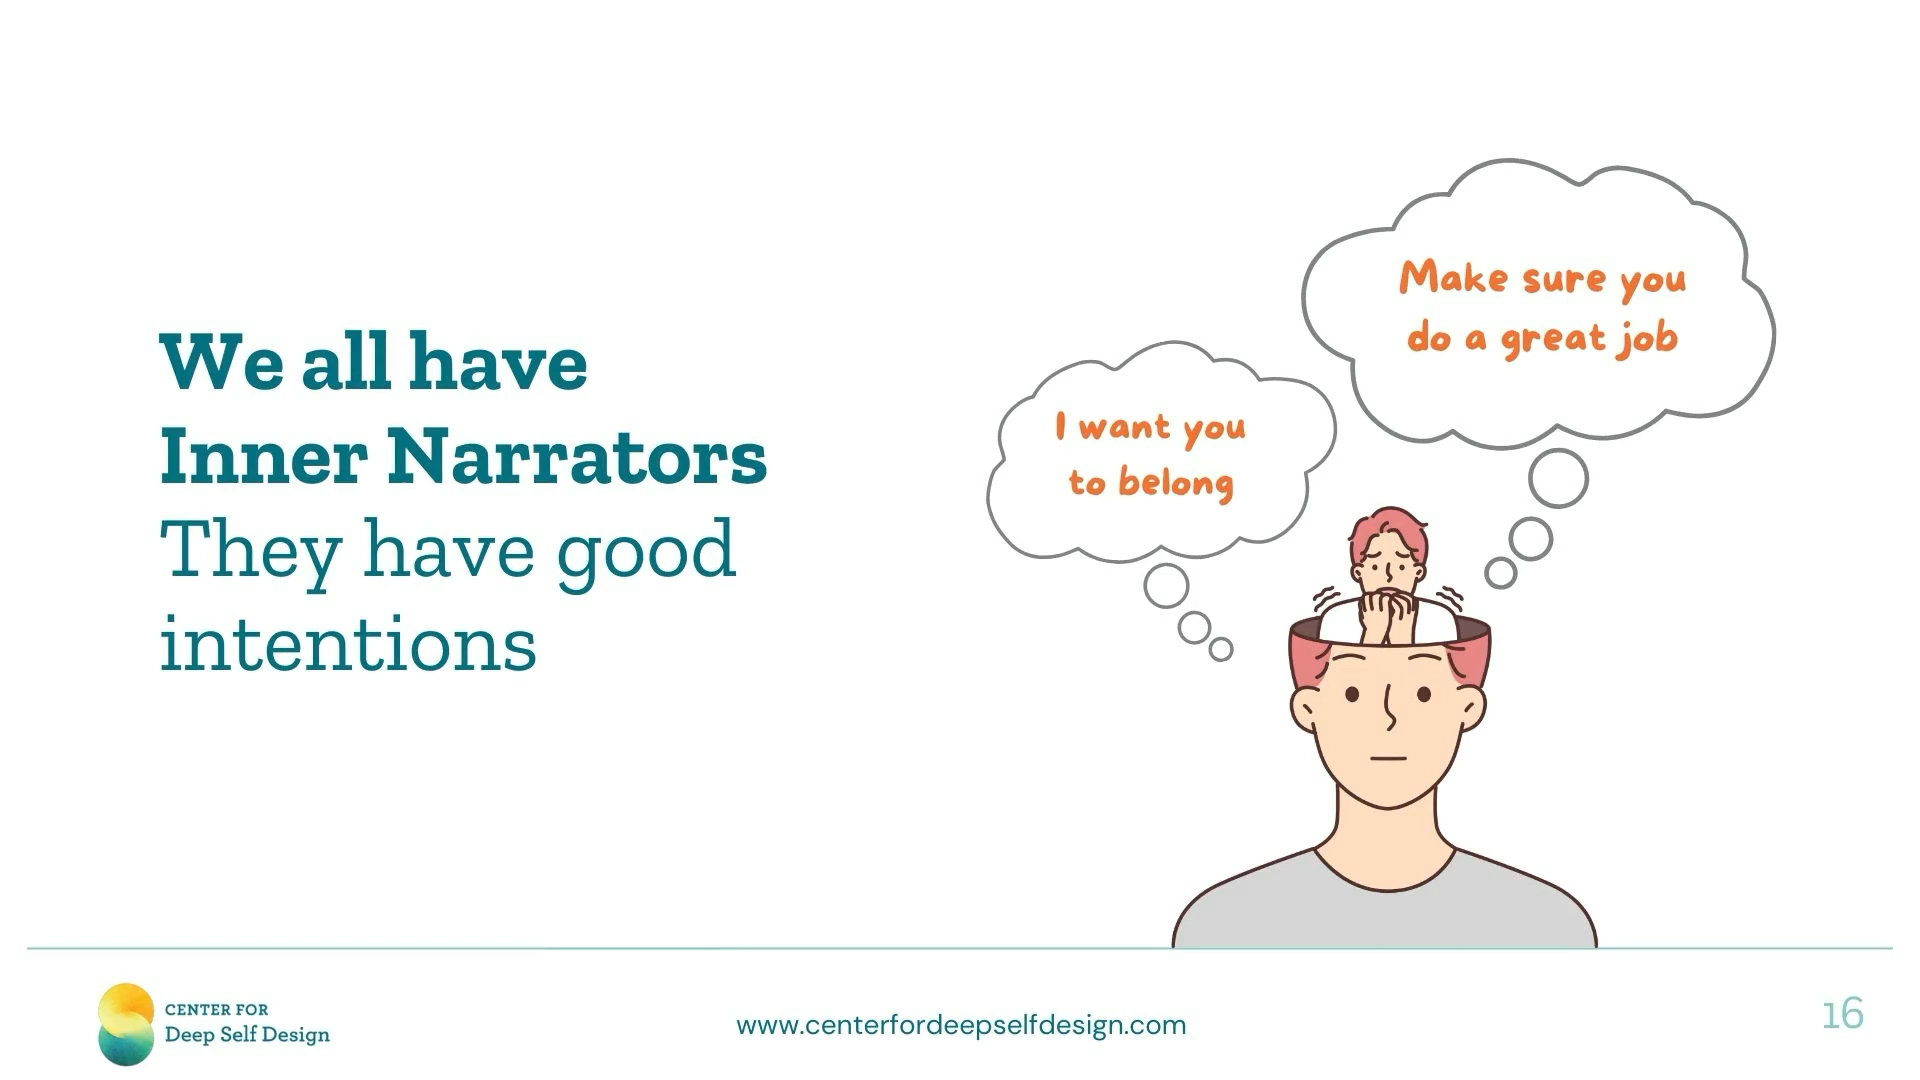 We all have
Inner Narrators
They have good
intentions
Make sure you
do a great job
I want you
to belong
CENTER FOR
Deep Self Design
www.centerfordeepselfdesign.com
16